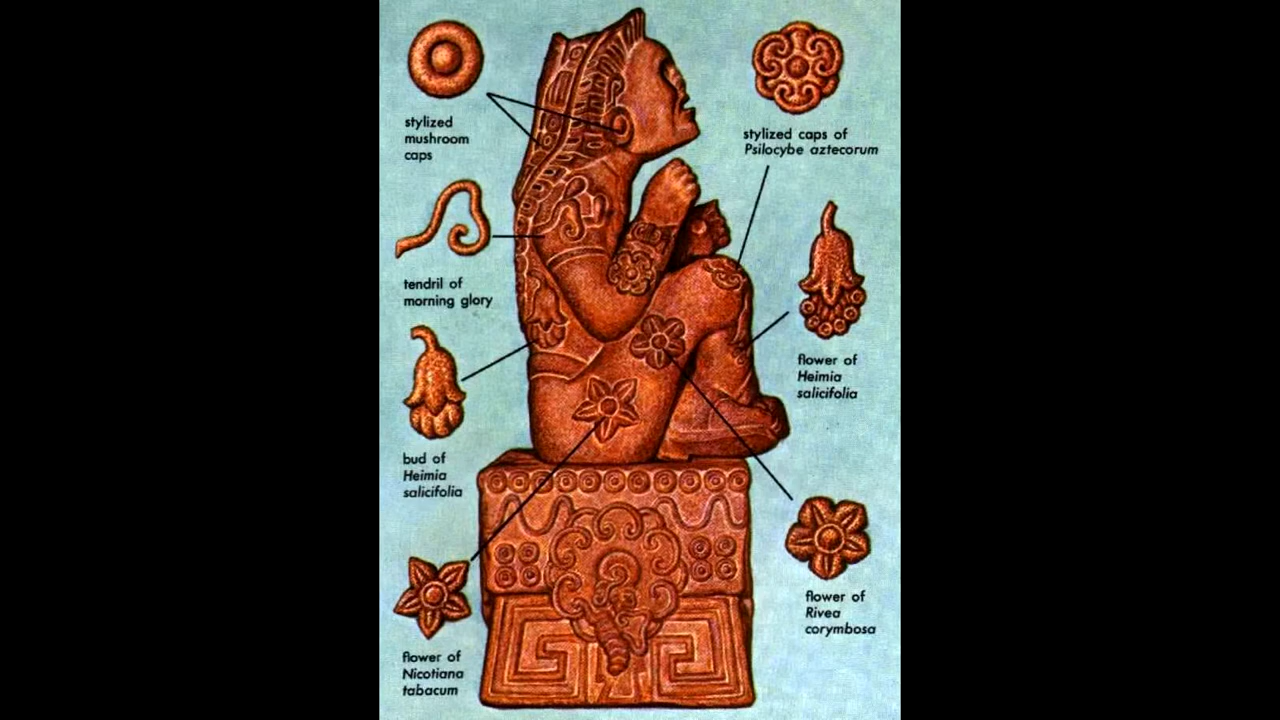 stylized
mushroom
caps
stylized caps of
Psilocybe aztecorum
tendril of
morning glory
flower of
Heimia
salicifolia
bud of
Heimia
salicifolia
flower of
Rivea
corymbosa
flower of
Nicotiana
tabacum